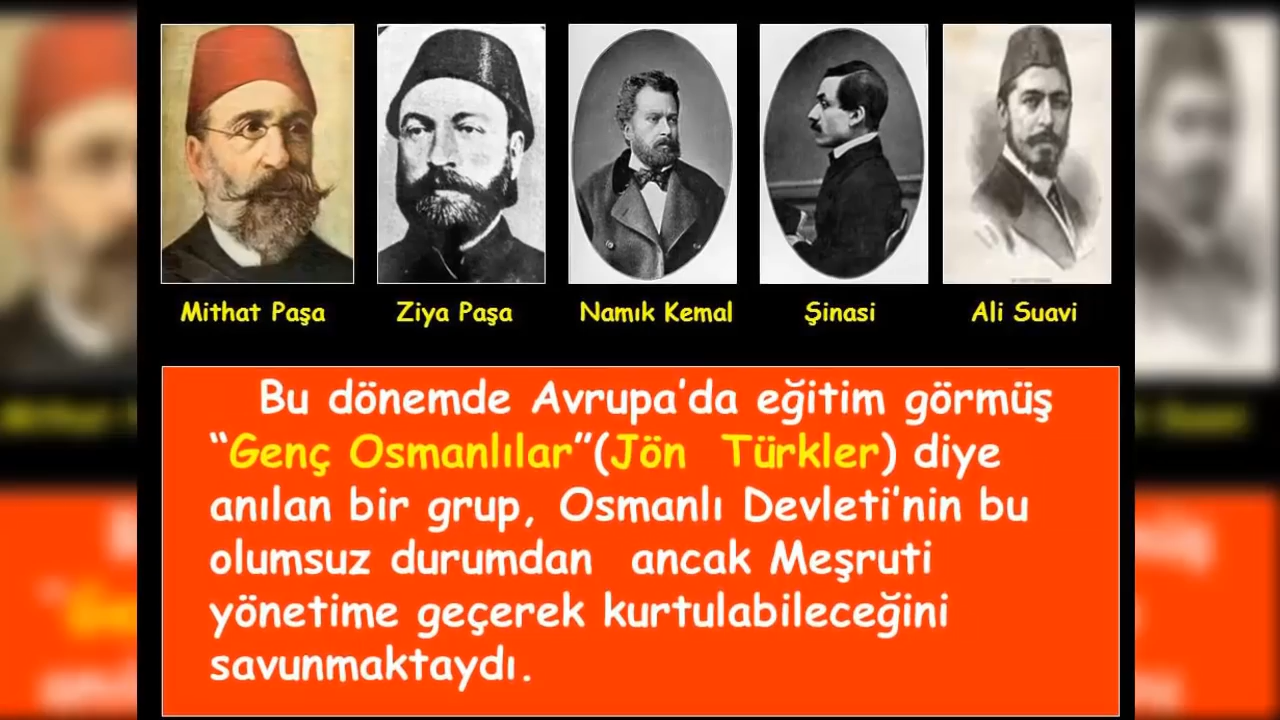 Mithat Paşa Ziya Paşa Namık Kemal Şinasi Ali Suavi
Bu dönemde Avrupa'da eğitim görmüş
“Genç Osmanlılar”(Jön Türkler) diye
anılan bir grup, Osmanlı Devleti'nin bu
olumsuz durumdan ancak Meşruti
yönetime geçerek kurtulabileceğini
savunmaktaydı.